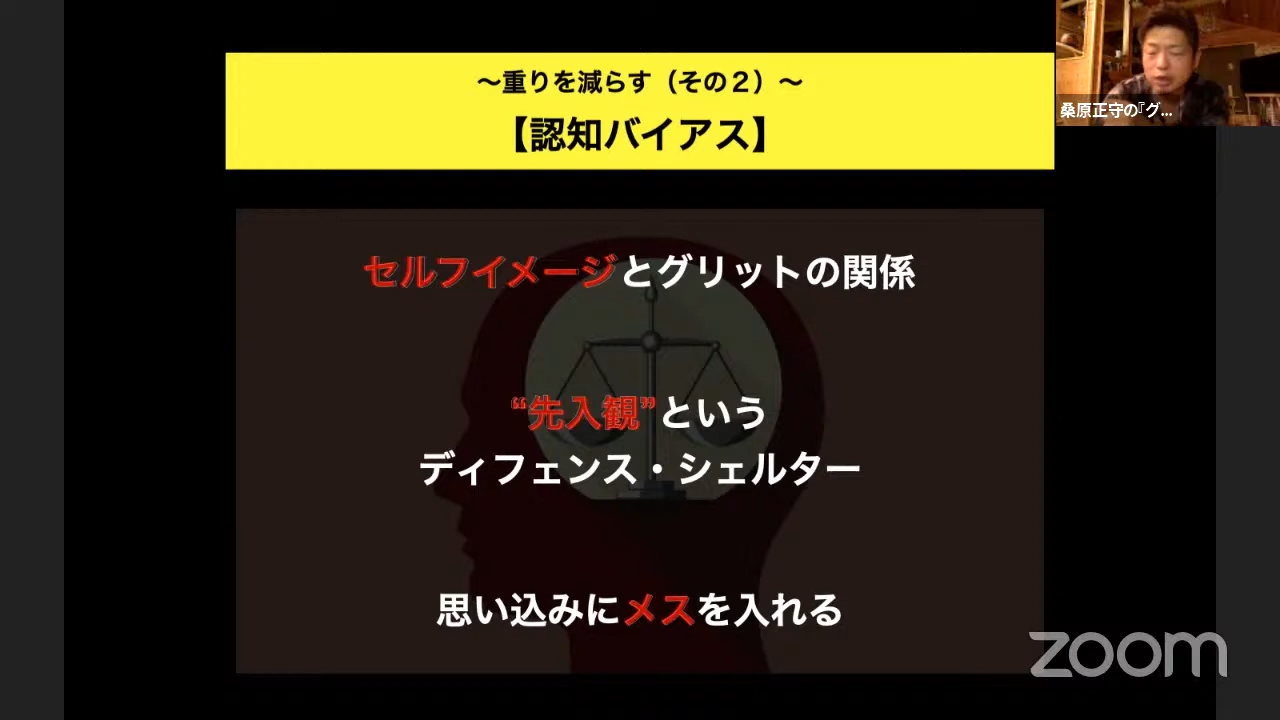 ～重りを減らす（その２）～
【認知バイアス】
桑原正守の『グ...
セルフイメージとグリットの関係
“先入観”という
ディフェンス・シェルター
思い込みにメスを入れる
zoom